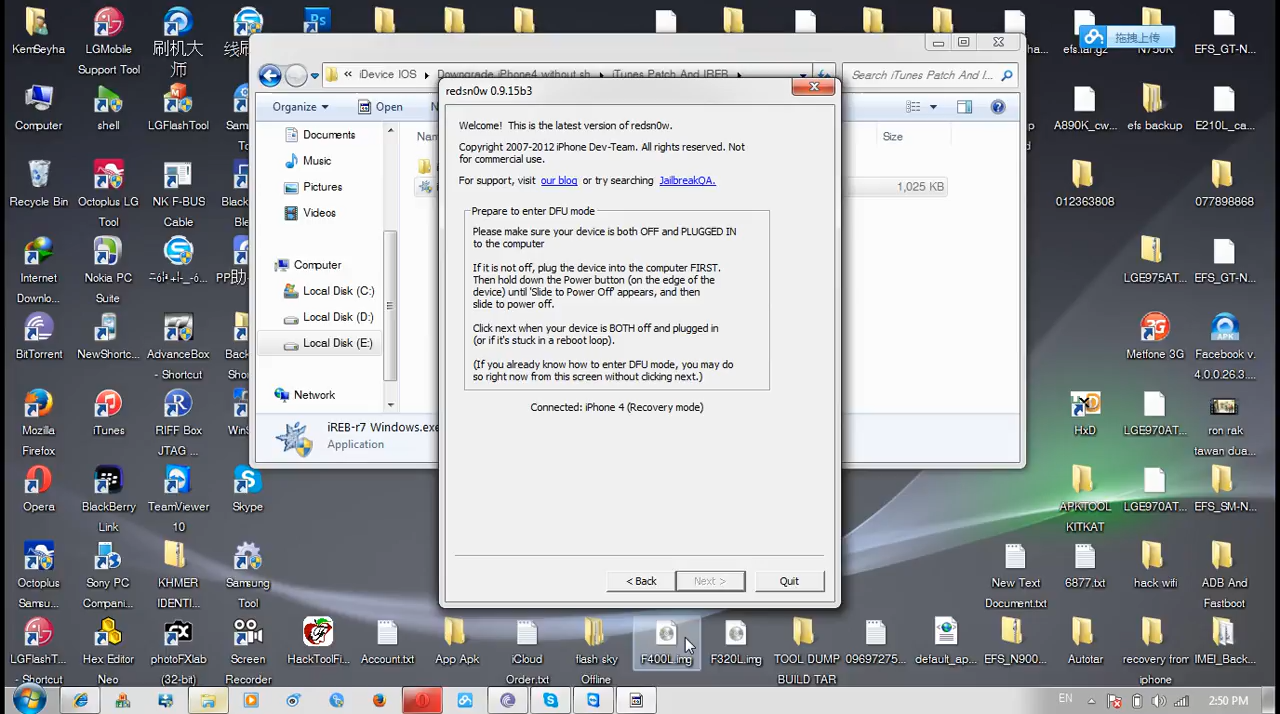 KemSeyha
LGMobile
Support Tool
刷机大
师
Ds
efs.tar.gz
拖拽上传
EFS_GT-N...
iDevice IOS
Downgrade iPhone4 without sh
iTunes Patch And IREB
Search iTunes Patch And I...
redsn0w 0.9.15b3
Organize
Open
Nam
Size
1,025 KB
Documents
Music
Pictures
Videos
Computer
Local Disk (C:)
Local Disk (D:)
Local Disk (E:)
Network
iREB-r7 Windows.exe
Application
Welcome! This is the latest version of redsn0w.
Copyright 2007-2012 iPhone Dev-Team. All rights reserved. Not
for commercial use.
For support, visit our blog or try searching JailbreakQA.
Prepare to enter DFU mode
Please make sure your device is both OFF and PLUGGED IN
to the computer
If it is not off, plug the device into the computer FIRST.
Then hold down the Power button (on the edge of the
device) until 'Slide to Power Off' appears, and then
slide to power off.
Click next when your device is BOTH off and plugged in
(or if it's stuck in a reboot loop).
(If you already know how to enter DFU mode, you may do
so right now from this screen without clicking next.)
Connected: iPhone 4 (Recovery mode)
< Back
Next >
Quit
Computer
shell
LGFlashTool
A890K_cw...
efs backup
E210L_ca...
Recycle Bin
Octoplus LG
Tool
NK F-BUS
Cable
012363808
077898868
Internet
Downlo...
Nokia PC
Suite
LGE975AT...
EFS_GT-N...
BitTorrent
NewShortc...
AdvanceBox
- Shortcut
Metfone 3G
Facebook v.
4.0.0.26.3...
Mozilla
Firefox
iTunes
RIFF Box
JTAG ...
HxD
LGE970AT...
ron rak
tawan dua...
Opera
BlackBerry
Link
TeamViewer
10
Skype
APKTOOL
KITKAT
LGE970AT...
EFS_SM-N...
Octoplus
Samsu...
Sony PC
Compani...
KHMER
IDENTI...
Samsung
Tool
New Text
Document.txt
6877.txt
hack wifi
ADB And
Fastboot
LGFlashT...
- Shortcut
Hex Editor
Neo
photoFXlab
(32-bit)
Screen
Recorder
HackToolFi...
Account.txt
App Apk
iCloud
Order.txt
flash sky
Offline
F400L.img
F320L.img
TOOL DUMP
BUILD TAR
09697275...
default_ap...
EFS_N900...
Autotar
recovery from
iphone
IMEI_Back...
EN
2:50 PM